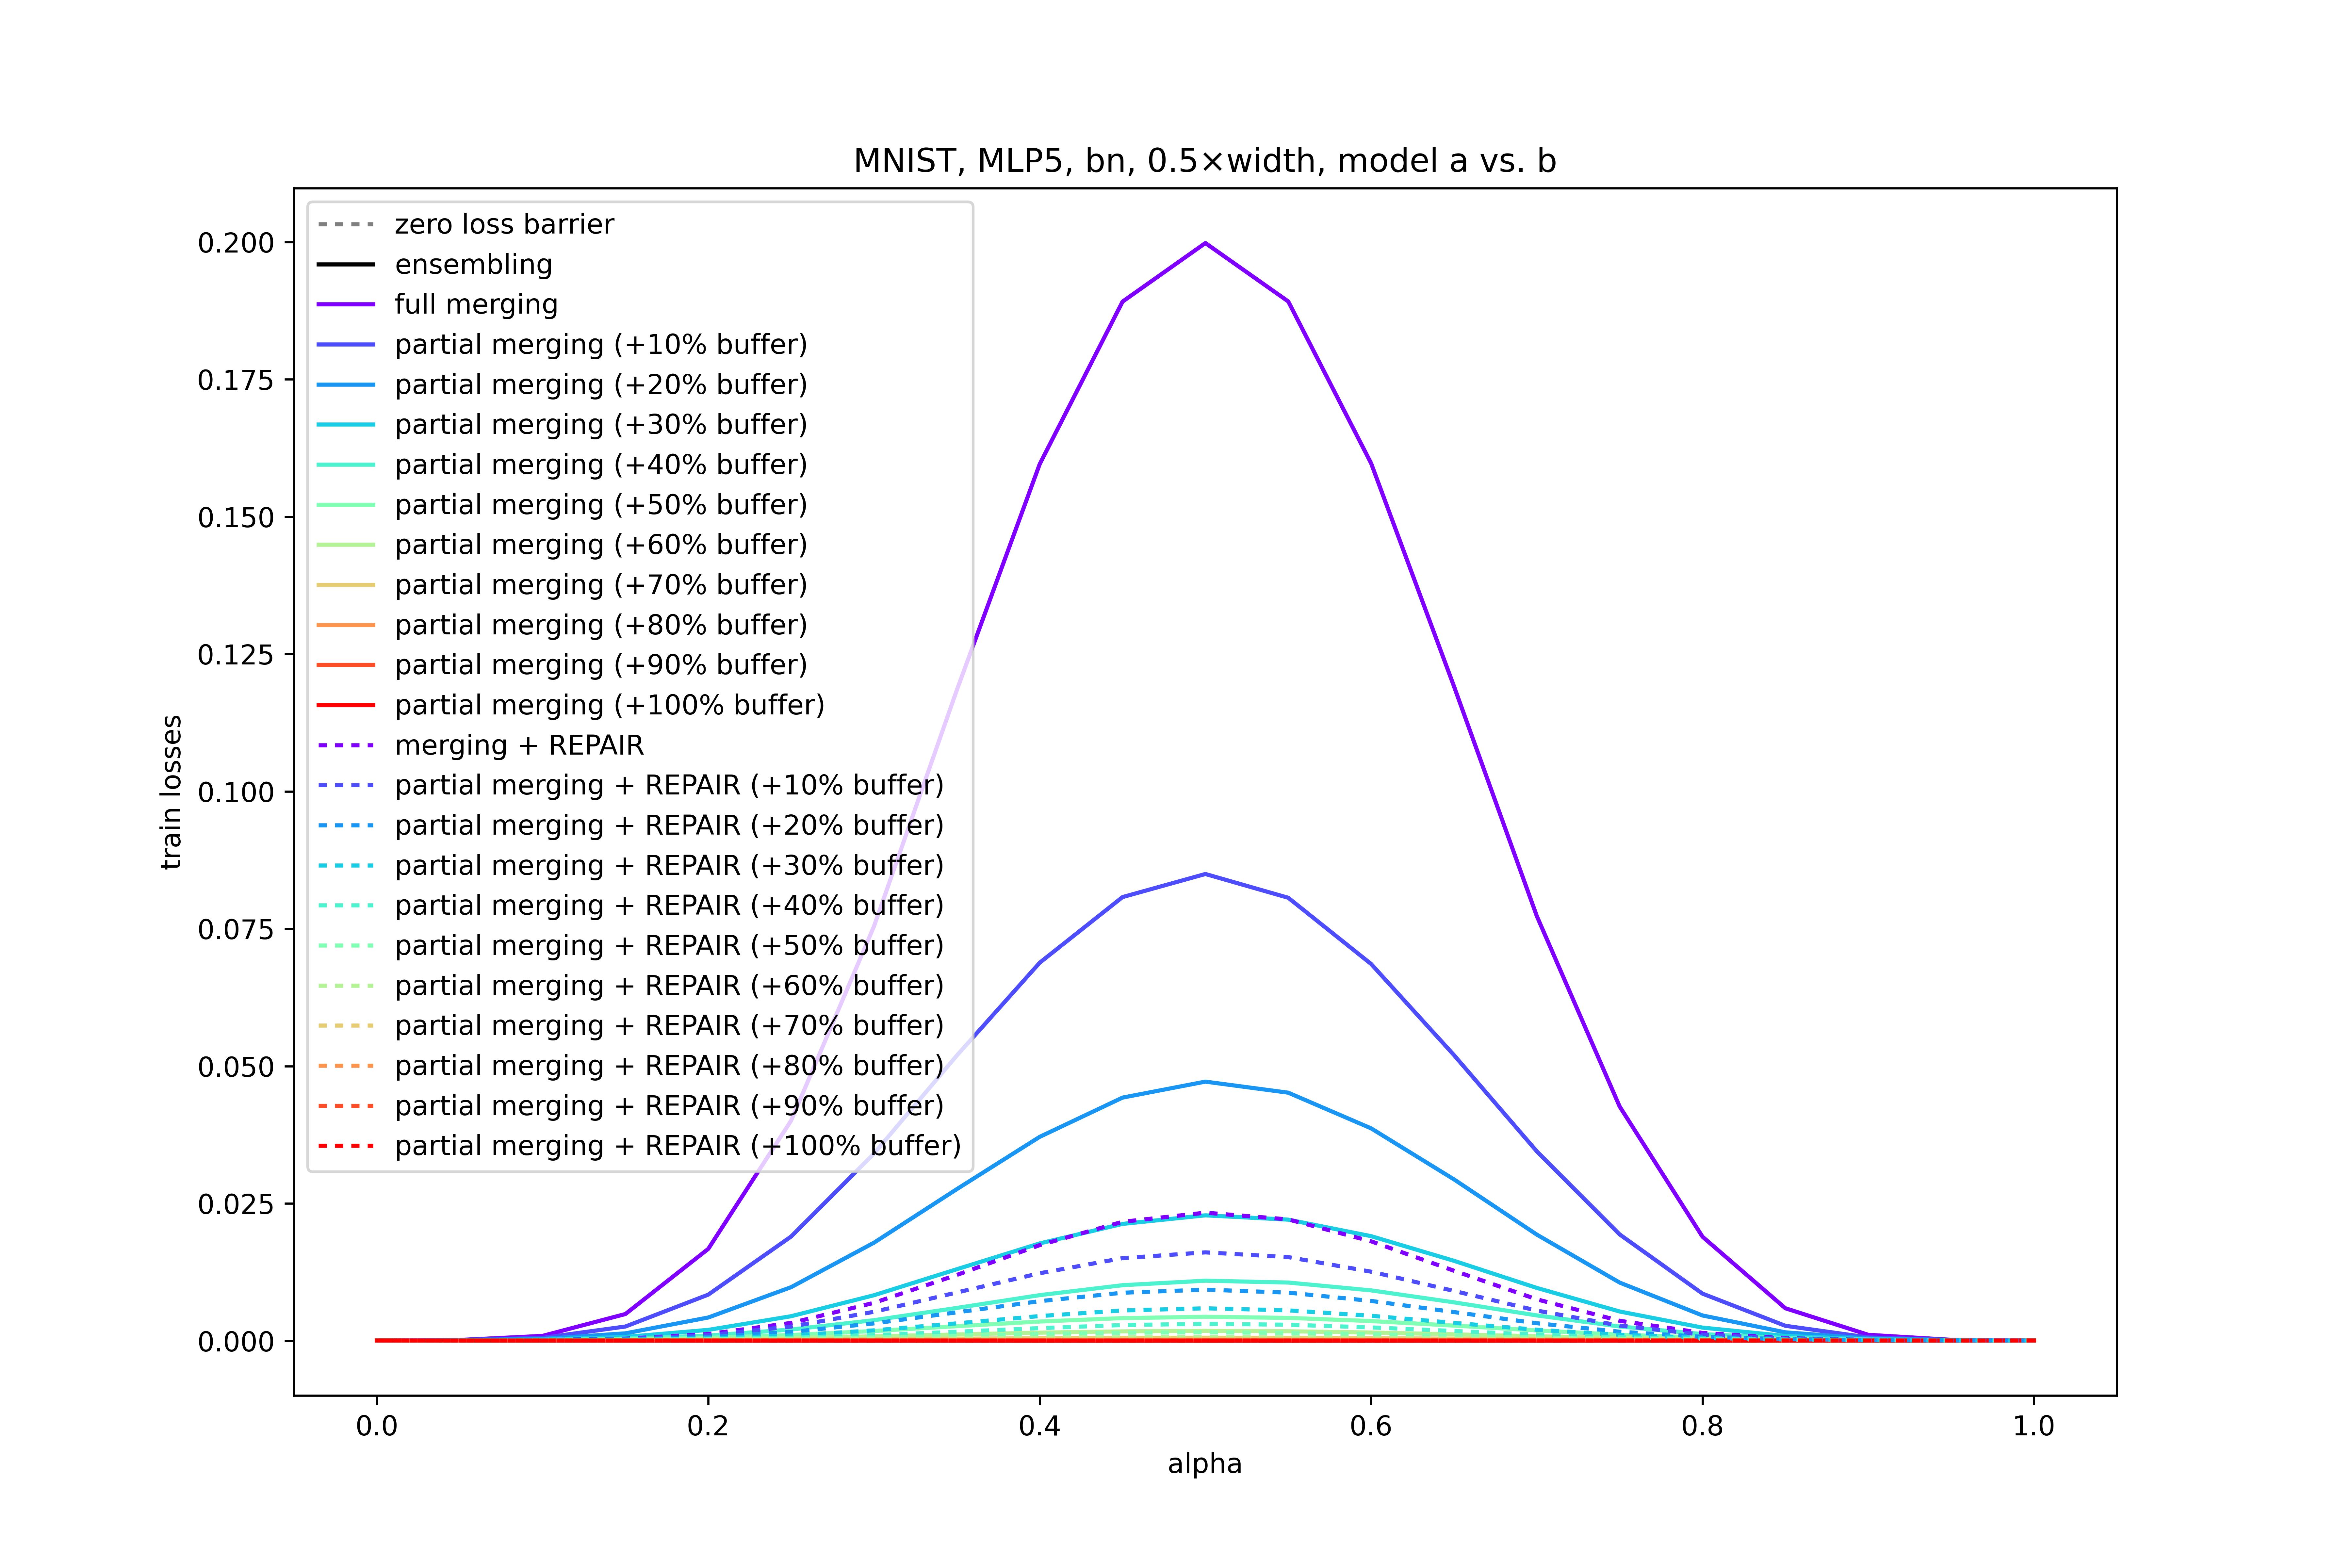 MNIST, MLP5, bn, 0.5×width, model a vs. b
zero loss barrier
ensembling
full merging
partial merging (+10% buffer)
partial merging (+20% buffer)
partial merging (+30% buffer)
partial merging (+40% buffer)
partial merging (+50% buffer)
partial merging (+60% buffer)
partial merging (+70% buffer)
partial merging (+80% buffer)
partial merging (+90% buffer)
partial merging (+100% buffer)
merging + REPAIR
partial merging + REPAIR (+10% buffer)
partial merging + REPAIR (+20% buffer)
partial merging + REPAIR (+30% buffer)
partial merging + REPAIR (+40% buffer)
partial merging + REPAIR (+50% buffer)
partial merging + REPAIR (+60% buffer)
partial merging + REPAIR (+70% buffer)
partial merging + REPAIR (+80% buffer)
partial merging + REPAIR (+90% buffer)
partial merging + REPAIR (+100% buffer)
train losses
0.200
0.175
0.150
0.125
0.100
0.075
0.050
0.025
0.000
0.0
0.2
0.4
0.6
0.8
1.0
alpha